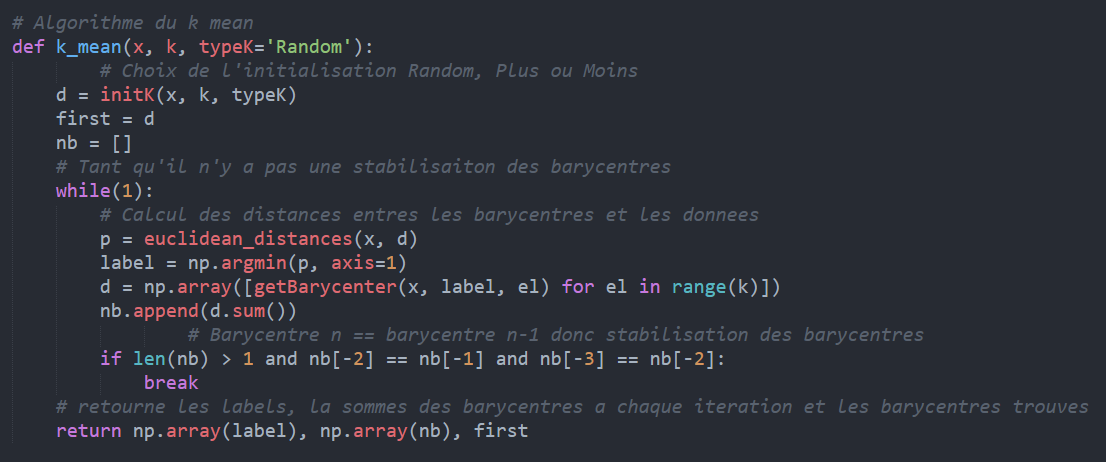 # Algorithme du k mean
def k_mean(x, k, typeK='Random'):
# Choix de l'initialisation Random, Plus ou Moins
d = initK(x, k, typeK)
first = d
nb = []
# Tant qu'il n'y a pas une stabilisaiton des barycentres
while(1):
# Calcul des distances entres les barycentres et les donnees
p = euclidean_distances(x, d)
label = np.argmin(p, axis=1)
d = np.array([getBarycenter(x, label, el) for el in range(k)])
nb.append(d.sum())
# Barycentre n == barycentre n-1 donc stabilisation des barycentres
if len(nb) > 1 and nb[-2] == nb[-1] and nb[-3] == nb[-2]:
break
# retourne les labels, la sommes des barycentres a chaque iteration et les barycentres trouves
return np.array(label), np.array(nb), first